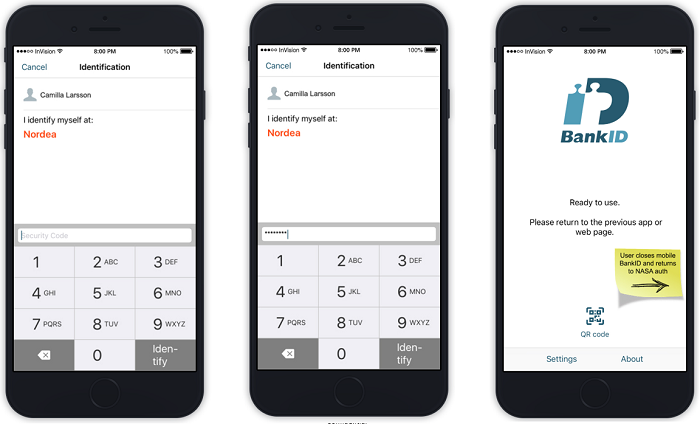 ●●●○○ InVision 8:00 PM 100%
Cancel Identification
Camilla Larsson
I identify myself at:
Nordea
Security Code
1 2 ABC 3 DEF
4 GHI 5 JKL 6 MNO
7 PQRS 8 TUV 9 WXYZ
0 Iden-
tify
●●●○○ InVision 8:00 PM 100%
Cancel Identification
Camilla Larsson
I identify myself at:
Nordea
••••••••
1 2 ABC 3 DEF
4 GHI 5 JKL 6 MNO
7 PQRS 8 TUV 9 WXYZ
0 Iden-
tify
●●●○○ InVision 8:00 PM 100%
iD
BankID
Ready to use.
Please return to the previous app or
web page.
User closes mobile
BankID and returns
to NASA auth
QR code
Settings About